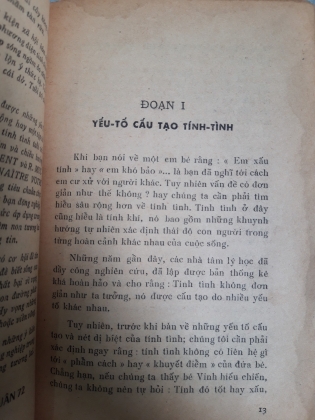 ĐOẠN I
YẾU-TỐ CẤU TẠO TÍNH-TÌNH
Khi bạn nói về một em bé rằng : « Em xấu
tính » hay « em khó bảo »... là bạn đã nghĩ tới cách
em cư xử với người khác. Tuy nhiên vấn đề có đơn
giản như thế không ? hay chúng ta cần phải tìm
hiểu sâu rộng hơn về tính tình. Tính tình ở đây
cũng hiểu là tính khí, nó bao gồm những khuynh
hướng tự nhiên xác định thái độ con người trong
từng hoàn cảnh khác nhau của cuộc sống.
Những năm gần đây, các nhà tâm lý học đã
dầy công nghiên cứu, đã lập được bản thống kê
khá hoàn hảo và cho rằng : Tính tình không đơn
giản như ta tưởng, nó được cấu tạo do nhiều yếu
tố khác nhau.
Tuy nhiên, trước khi bàn về những yếu tố cấu
tạo và nét dị biệt của tính tình; chúng tôi cần phải
xác định ngay rằng : tính tình không có liên hệ gì
tới « phẩm cách » hay « khuyết điểm » của đứa bé.
Chẳng hạn, nếu chúng ta thấy bé Vinh hiếu chiến,
chúng ta không nên tự hỏi : Tính đó tốt hay xấu,
13